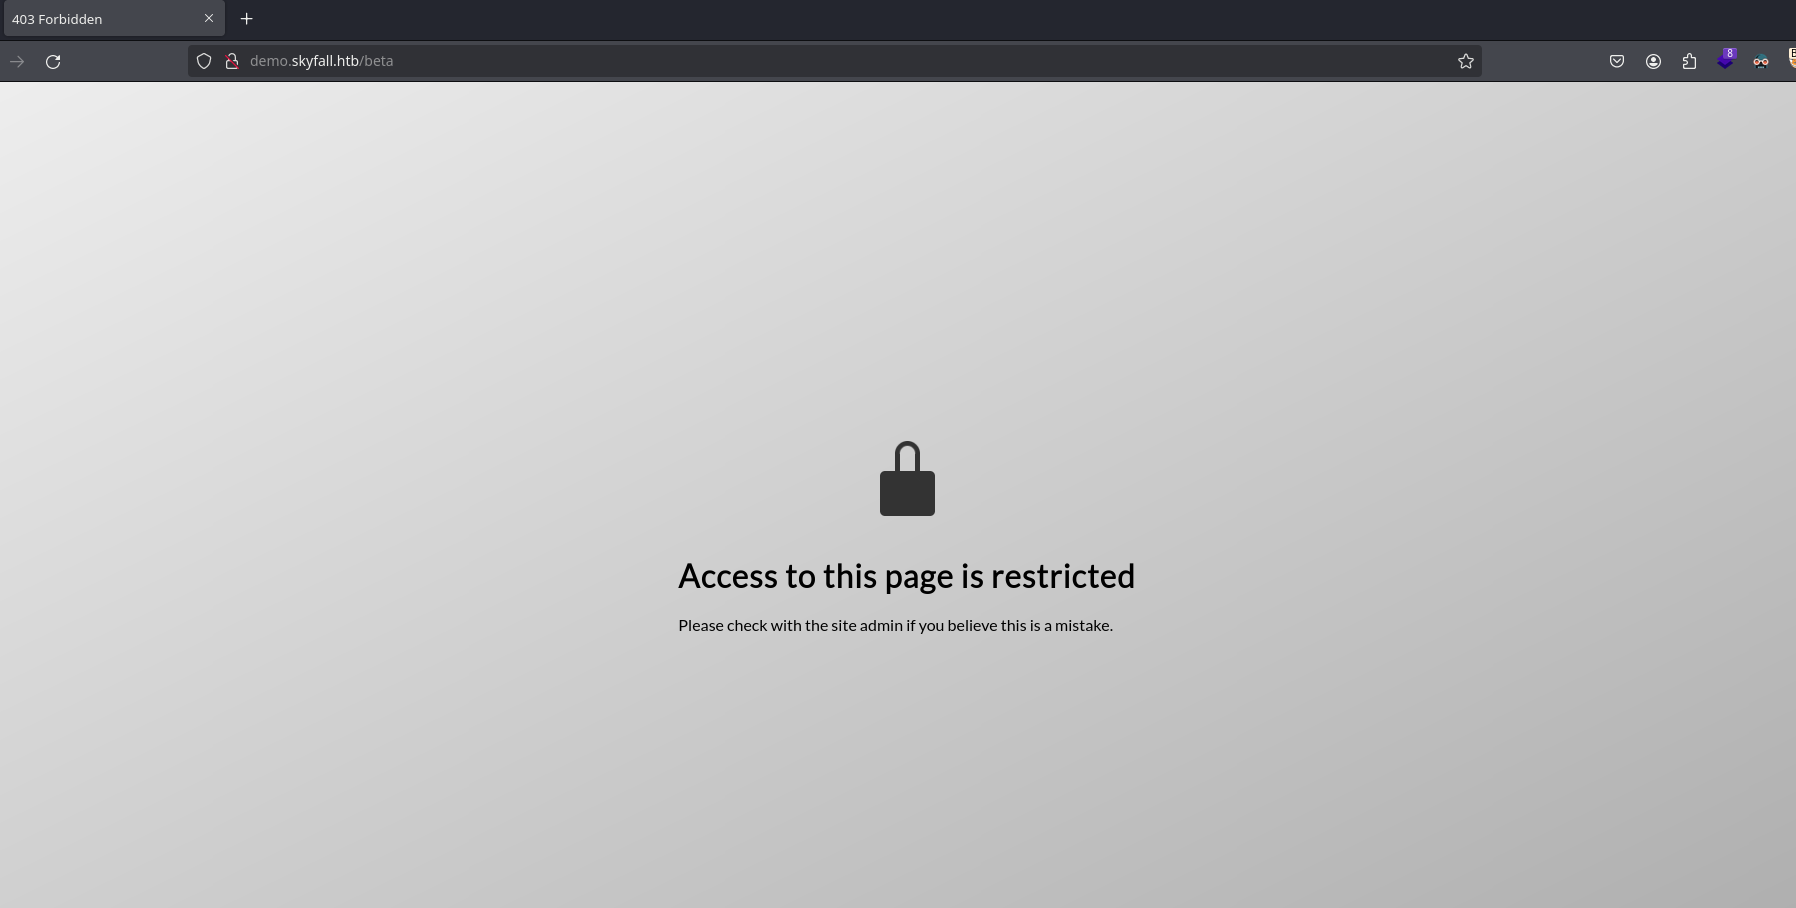 403 Forbidden
demo.skyfall.htb/beta
8
Access to this page is restricted
Please check with the site admin if you believe this is a mistake.